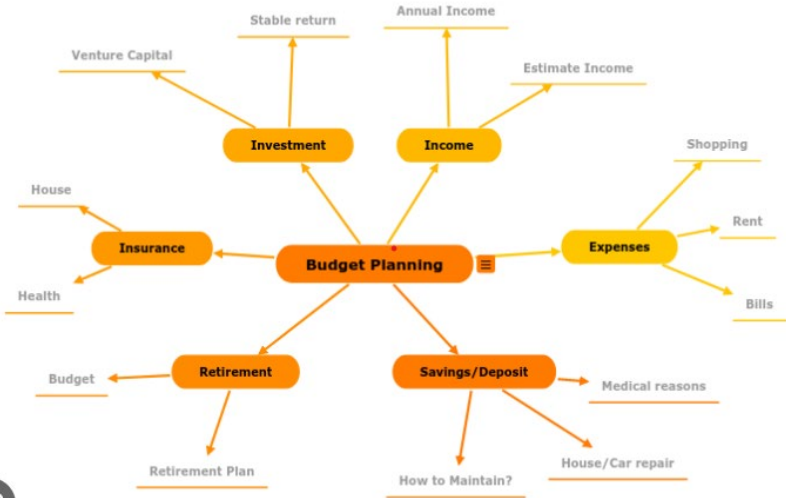 Annual Income
Stable return
Venture Capital
Estimate Income
Investment
Income
Shopping
House
Rent
Insurance
Expenses
Budget Planning
Health
Bills
Retirement
Savings/Deposit
Budget
Medical reasons
House/Car repair
Retirement Plan
How to Maintain?